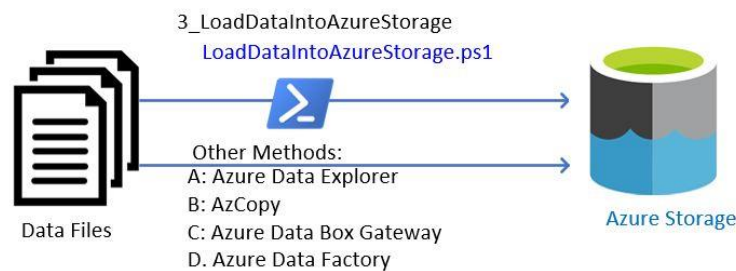 3_LoadDataIntoAzureStorage
LoadDataIntoAzureStorage.ps1
Other Methods:
A: Azure Data Explorer
B: AzCopy
C: Azure Data Box Gateway
D. Azure Data Factory
Data Files
Azure Storage